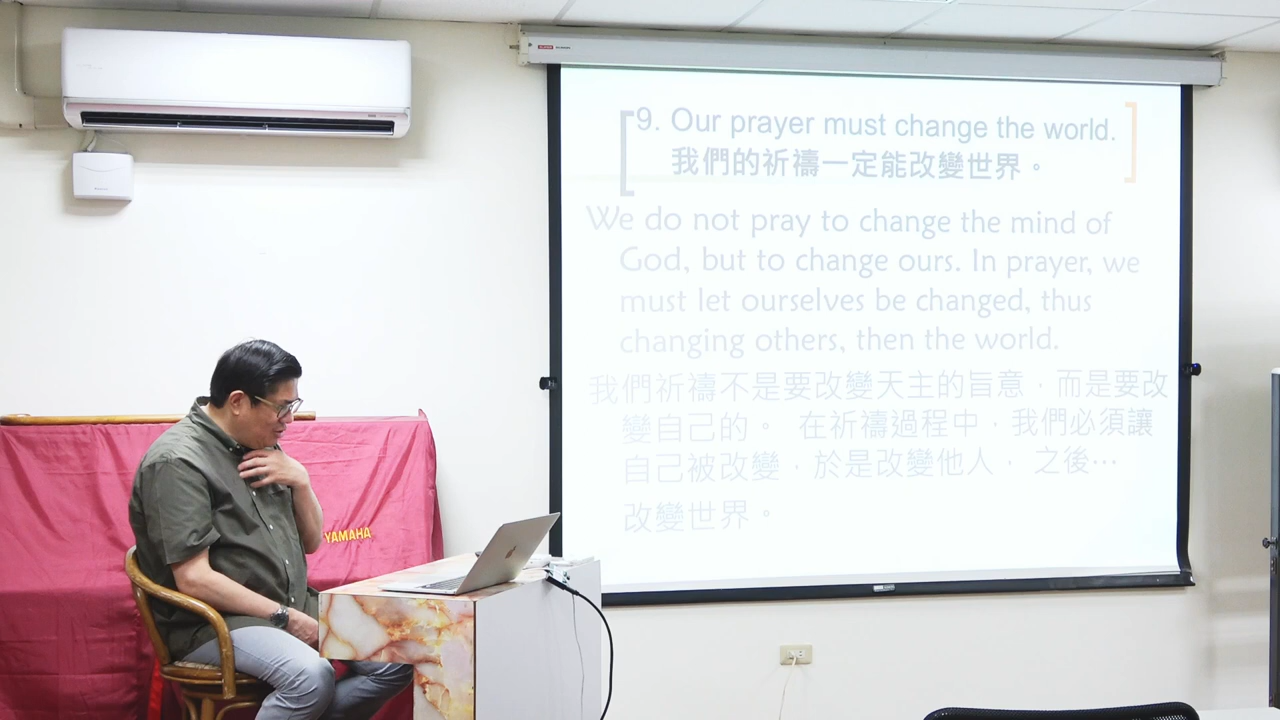 9. Our prayer must change the world.
我們的祈禱一定能改變世界。
We do not pray to change the mind of
God, but to change ours. In prayer, we
must let ourselves be changed, thus
changing others, then the world.
我們祈禱不是要改變天主的旨意，而是要改
變自己的。 在祈禱過程中，我們必須讓
自己被改變，於是改變他人， 之後…
改變世界。
YAMAHA